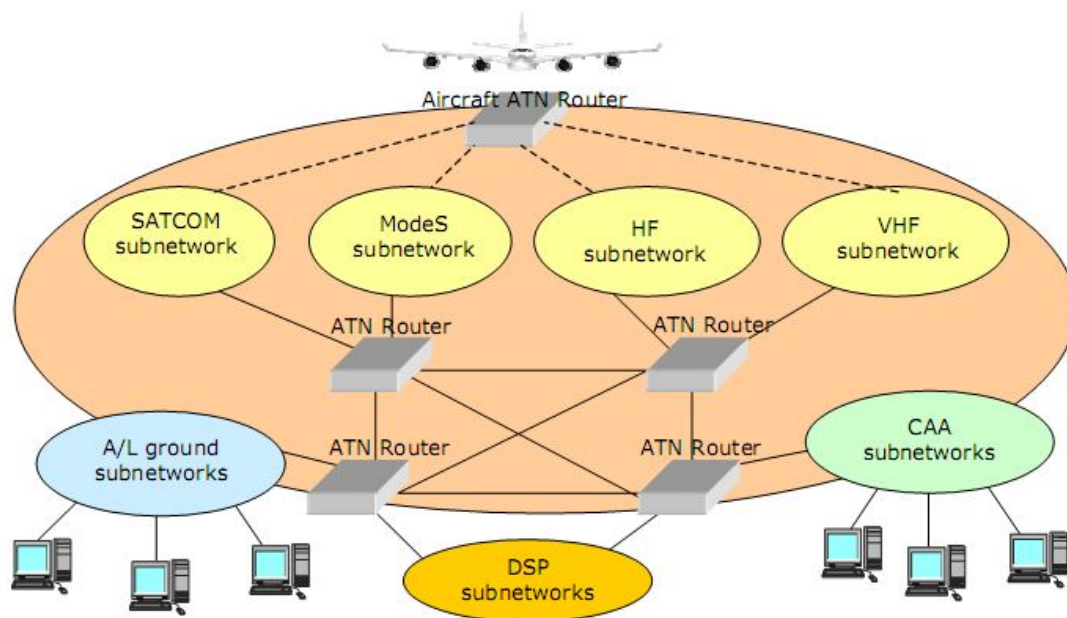 Aircraft ATN Router
SATCOM
subnetwork
ModeS
subnetwork
HF
subnetwork
VHF
subnetwork
ATN Router
ATN Router
A/L ground
subnetworks
ATN Router
ATN Router
CAA
subnetworks
DSP
subnetworks